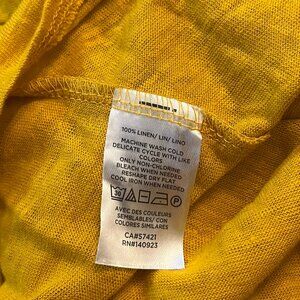 100% LINEN/ LIN/ LINO
MACHINE WASH COLD
DELICATE CYCLE WITH LIKE
COLORS
ONLY NON-CHLORINE
BLEACH WHEN NEEDED
RESHAPE DRY FLAT
COOL IRON WHEN NEEDED
30
P
AVEC DES COULEURS
SEMBLABLES/ CON
COLORES SIMILARES
CA#57421
RN#140923